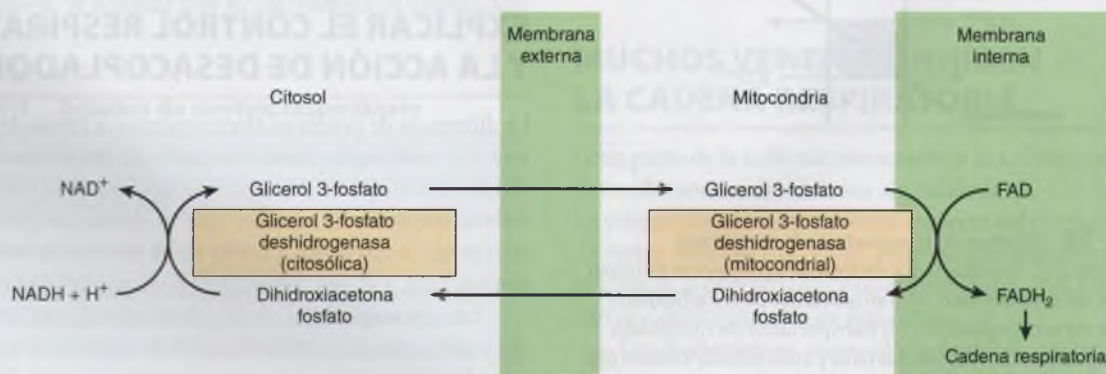 Membrana
externa
Membrana
interna
Citosol
Mitocondria
NAD⁺
Glicerol 3-fosfato
Glicerol 3-fosfato
FAD
Glicerol 3-fosfato
deshidrogenasa
(citosólica)
Glicerol 3-fosfato
deshidrogenasa
(mitocondrial)
NADH + H⁺
Dihidroxiacetona
fosfato
Dihidroxiacetona
fosfato
FADH₂
Cadena respiratoria